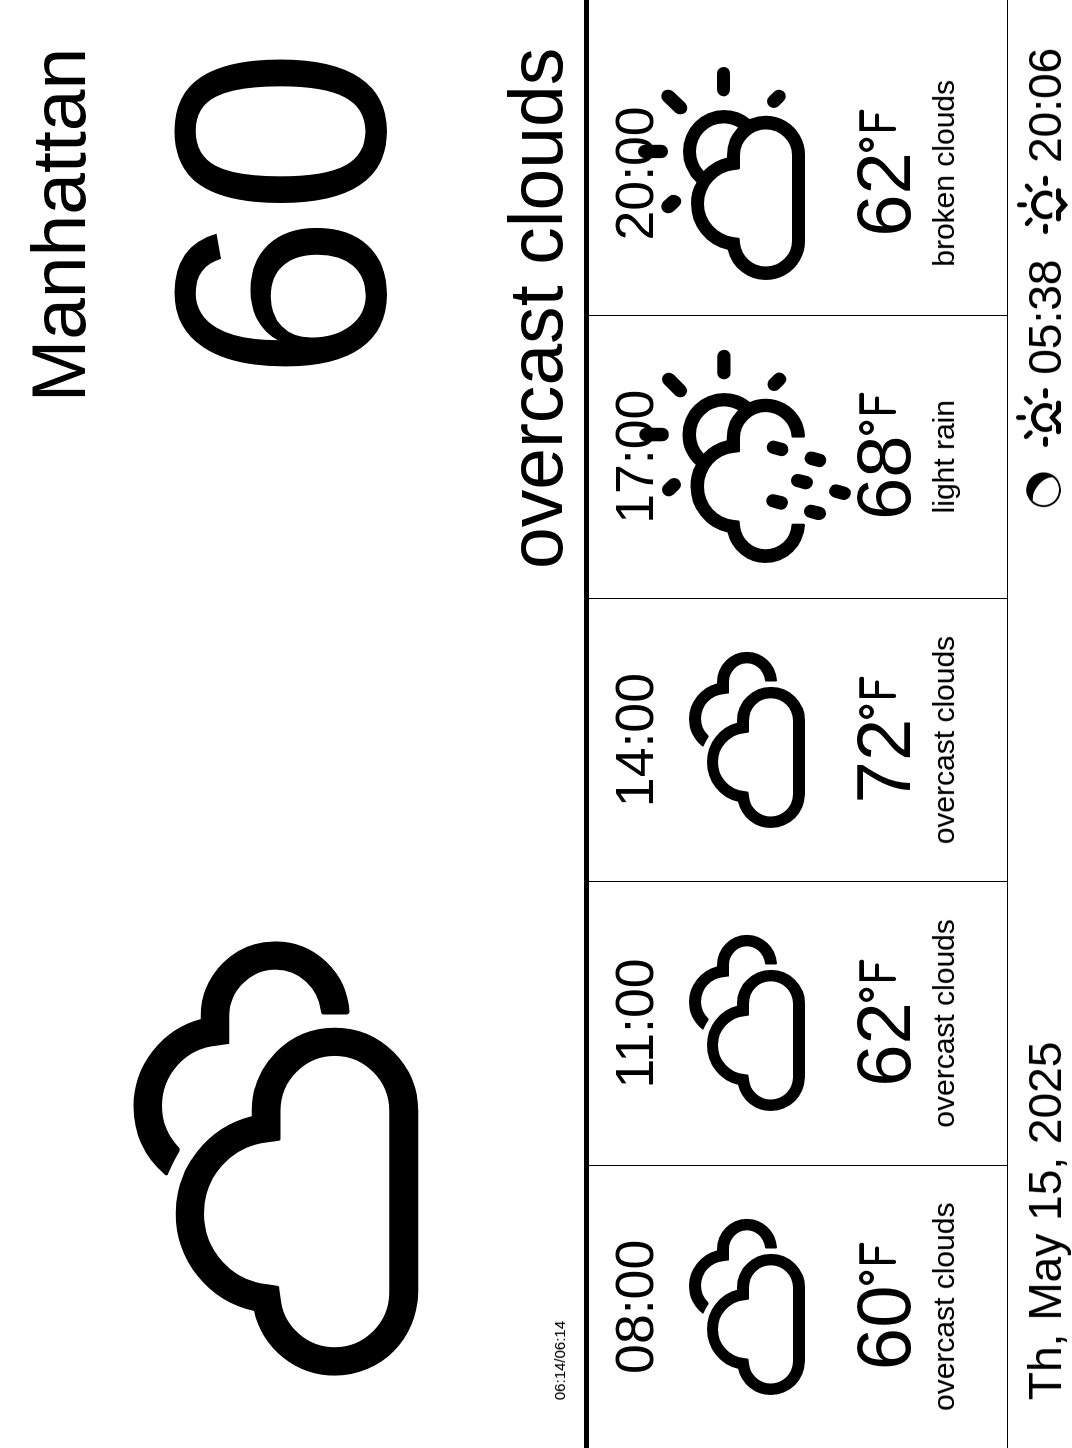 Manhattan
60
overcast clouds
06:14/06:14
08:00 11:00 14:00 17:00 20:00
60°F 62°F 72°F 68°F 62°F
overcast clouds overcast clouds overcast clouds light rain broken clouds
Th, May 15, 2025 05:38 20:06